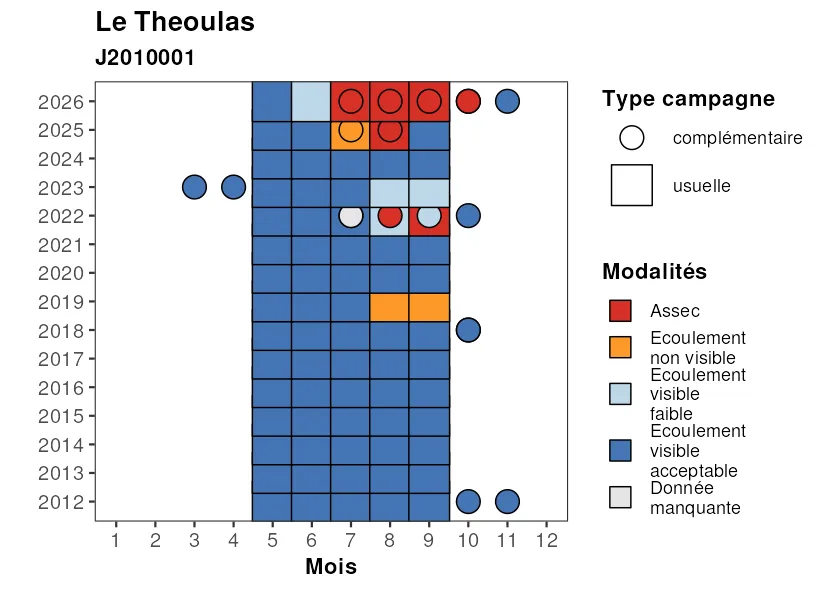 Le Theoulas
J2010001
2026
2025
2024
2023
2022
2021
2020
2019
2018
2017
2016
2015
2014
2013
2012
1 2 3 4 5 6 7 8 9 10 11 12
Mois
Type campagne
complémentaire
usuelle
Modalités
Assec
Ecoulement
non visible
Ecoulement
visible
faible
Ecoulement
visible
acceptable
Donnée
manquante